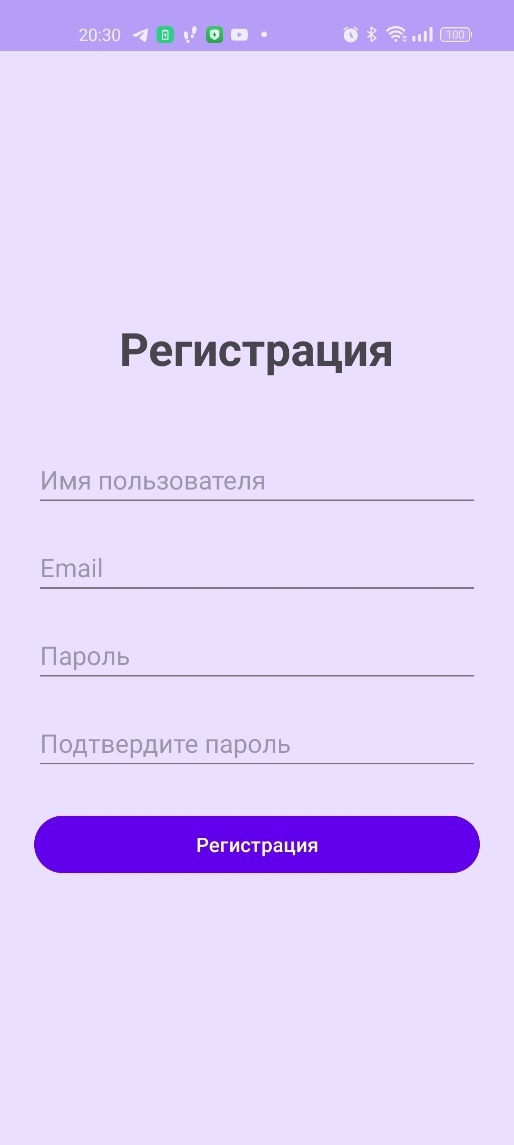 20:30 100
Регистрация
Имя пользователя
Email
Пароль
Подтвердите пароль
Регистрация